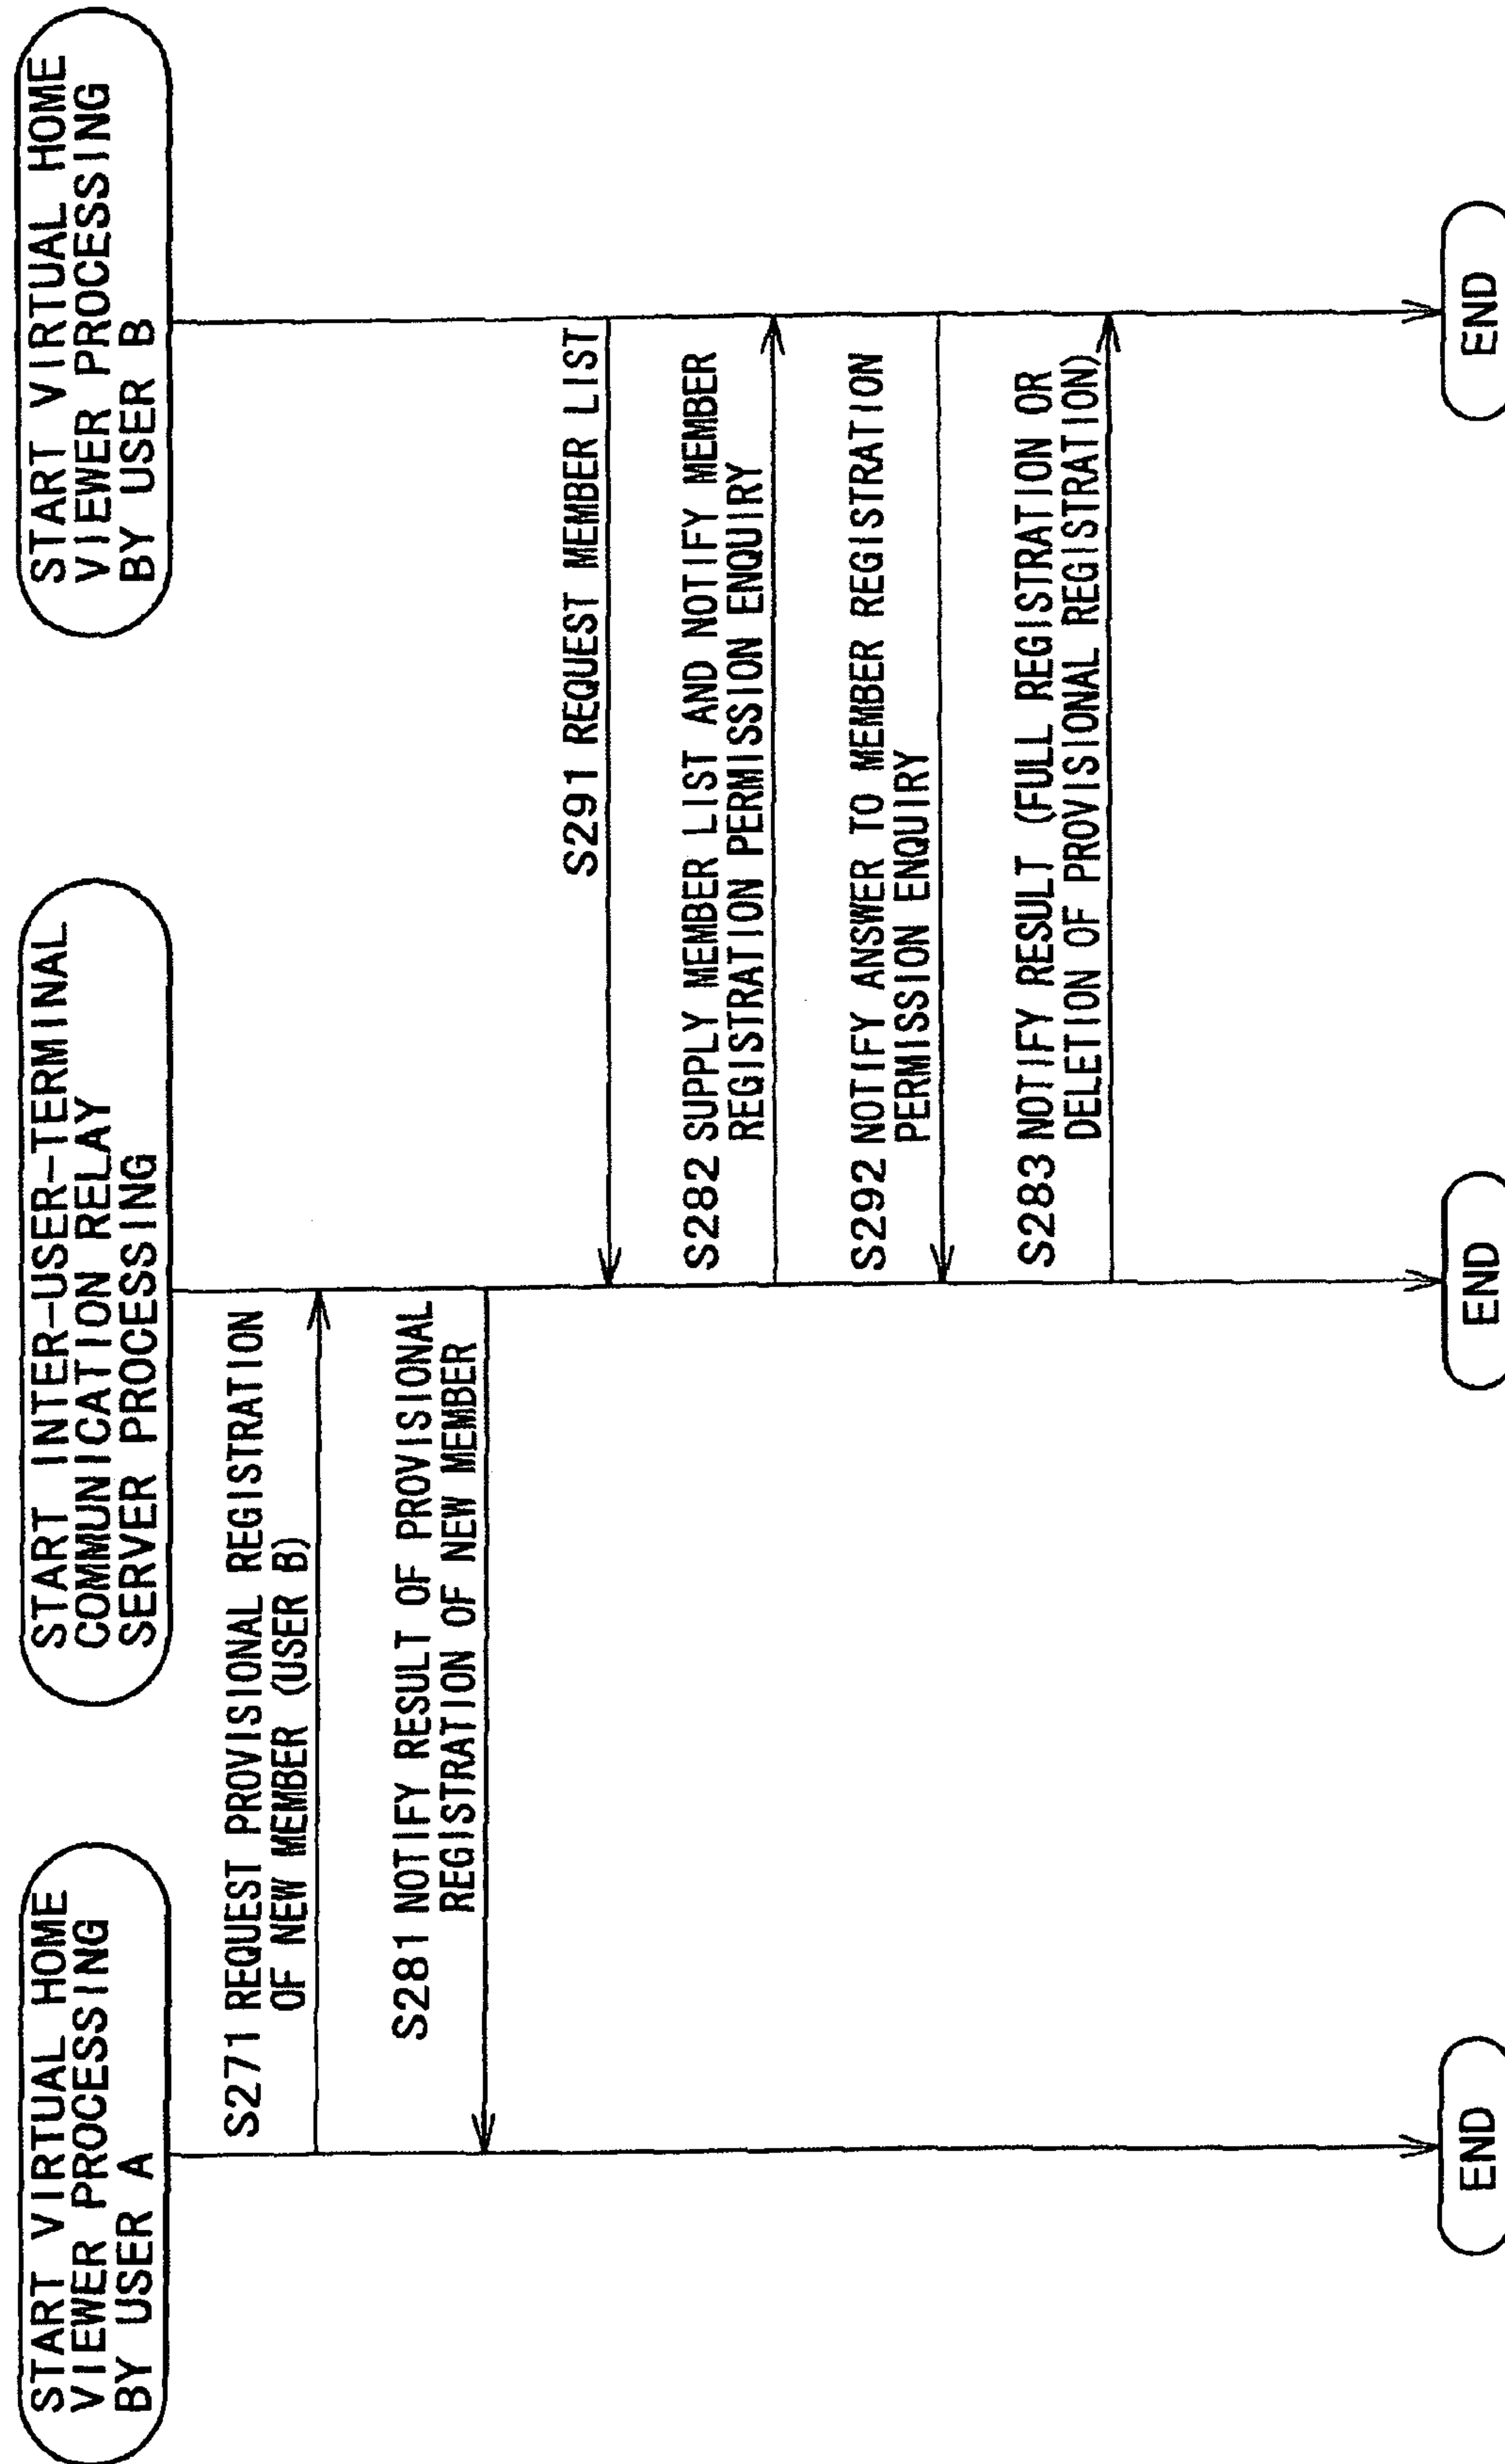 START VIRTUAL HOME
VIEWER PROCESSING
BY USER A
START INTER-USER-TERMINAL
COMMUNICATION RELAY
SERVER PROCESSING
START VIRTUAL HOME
VIEWER PROCESSING
BY USER B
S271 REQUEST PROVISIONAL REGISTRATION
OF NEW MEMBER (USER B)
S281 NOTIFY RESULT OF PROVISIONAL
REGISTRATION OF NEW MEMBER
S291 REQUEST MEMBER LIST
S282 SUPPLY MEMBER LIST AND NOTIFY MEMBER
REGISTRATION PERMISSION ENQUIRY
S292 NOTIFY ANSWER TO MEMBER REGISTRATION
PERMISSION ENQUIRY
S283 NOTIFY RESULT (FULL REGISTRATION OR
DELETION OF PROVISIONAL REGISTRATION)
END
END
END